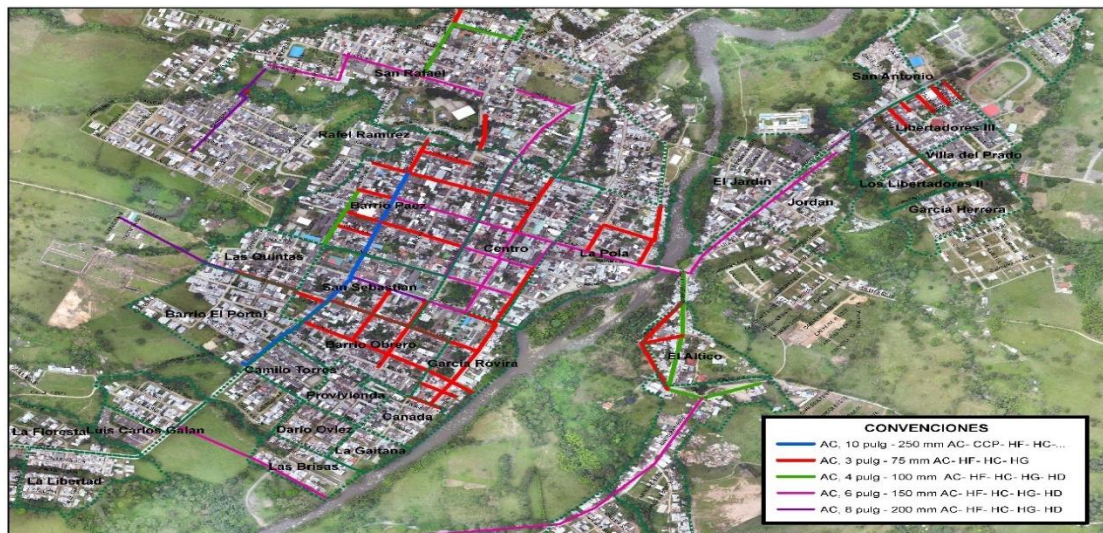 San Rafael
San Antonio
Rafel Ramirez
Libertadores III
Villa del Prado
El Jardin
Los Libertadores II
Barrio Paez
Jordan
Garcia Herrera
Centro
La Pola
Las Quintas
San Sebastian
Barrio El Portal
Barrio Obrero
Garcia Rovira
El Altico
Camilo Torres
Provivienda
Canada
La Floresta
Luis Carlos Galan
Dario Oviez
La Gaitana
Las Brisas
La Libertad
CONVENCIONES
AC, 10 pulg - 250 mm AC- CCP- HF- HC-...
AC, 3 pulg - 75 mm AC- HF- HC- HG
AC, 4 pulg - 100 mm AC- HF- HC- HG- HD
AC, 6 pulg - 150 mm AC- HF- HC- HG- HD
AC, 8 pulg - 200 mm AC- HF- HC- HG- HD